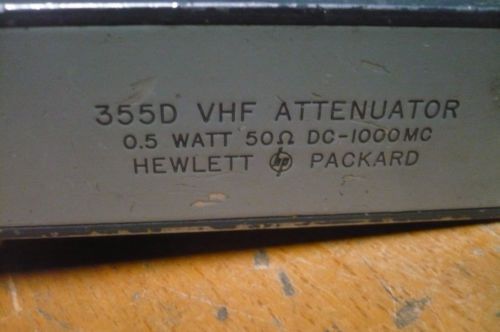 355D VHF ATTENUATOR
0.5 WATT 50Ω DC-1000MC
HEWLETT hp PACKARD